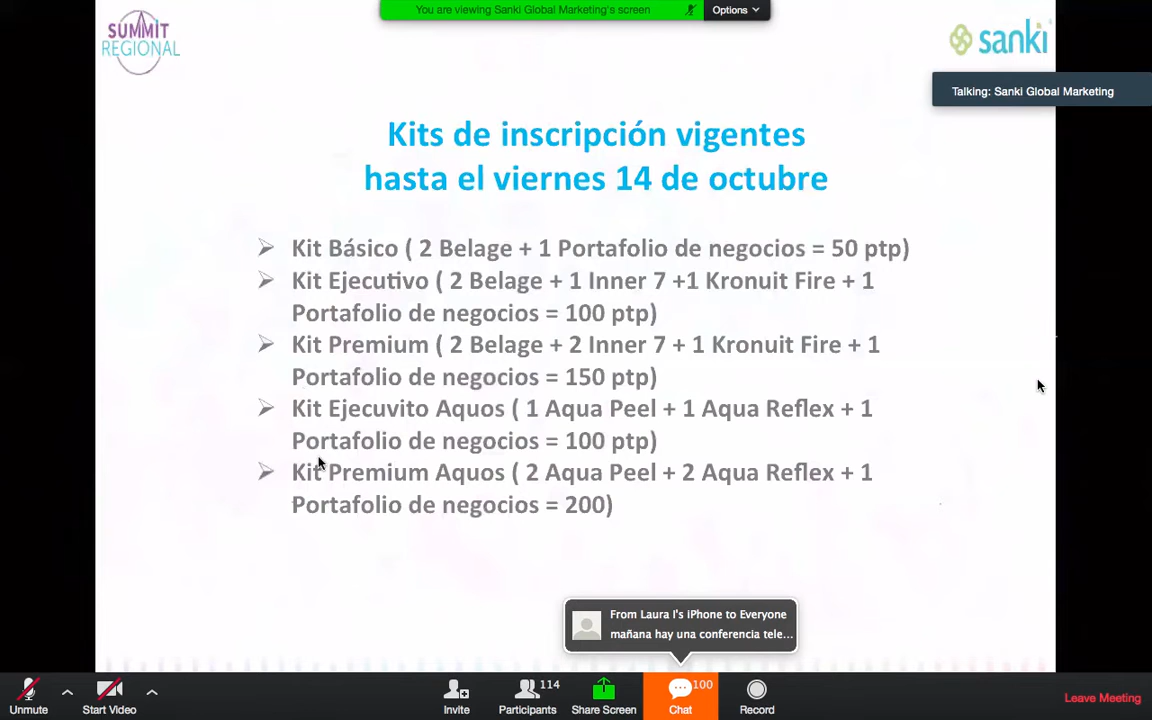 You are viewing Sanki Global Marketing's screen
Options
SUMMIT
REGIONAL
sanki
Talking: Sanki Global Marketing
Kits de inscripción vigentes
hasta el viernes 14 de octubre
Kit Básico ( 2 Belage + 1 Portafolio de negocios = 50 ptp)
Kit Ejecutivo ( 2 Belage + 1 Inner 7 +1 Kronuit Fire + 1
Portafolio de negocios = 100 ptp)
Kit Premium ( 2 Belage + 2 Inner 7 + 1 Kronuit Fire + 1
Portafolio de negocios = 150 ptp)
Kit Ejecuvito Aquos ( 1 Aqua Peel + 1 Aqua Reflex + 1
Portafolio de negocios = 100 ptp)
Kit Premium Aquos ( 2 Aqua Peel + 2 Aqua Reflex + 1
Portafolio de negocios = 200)
From Laura I's iPhone to Everyone
mañana hay una conferencia tele...
Unmute
Start Video
Invite
114
Participants
Share Screen
100
Chat
Record
Leave Meeting